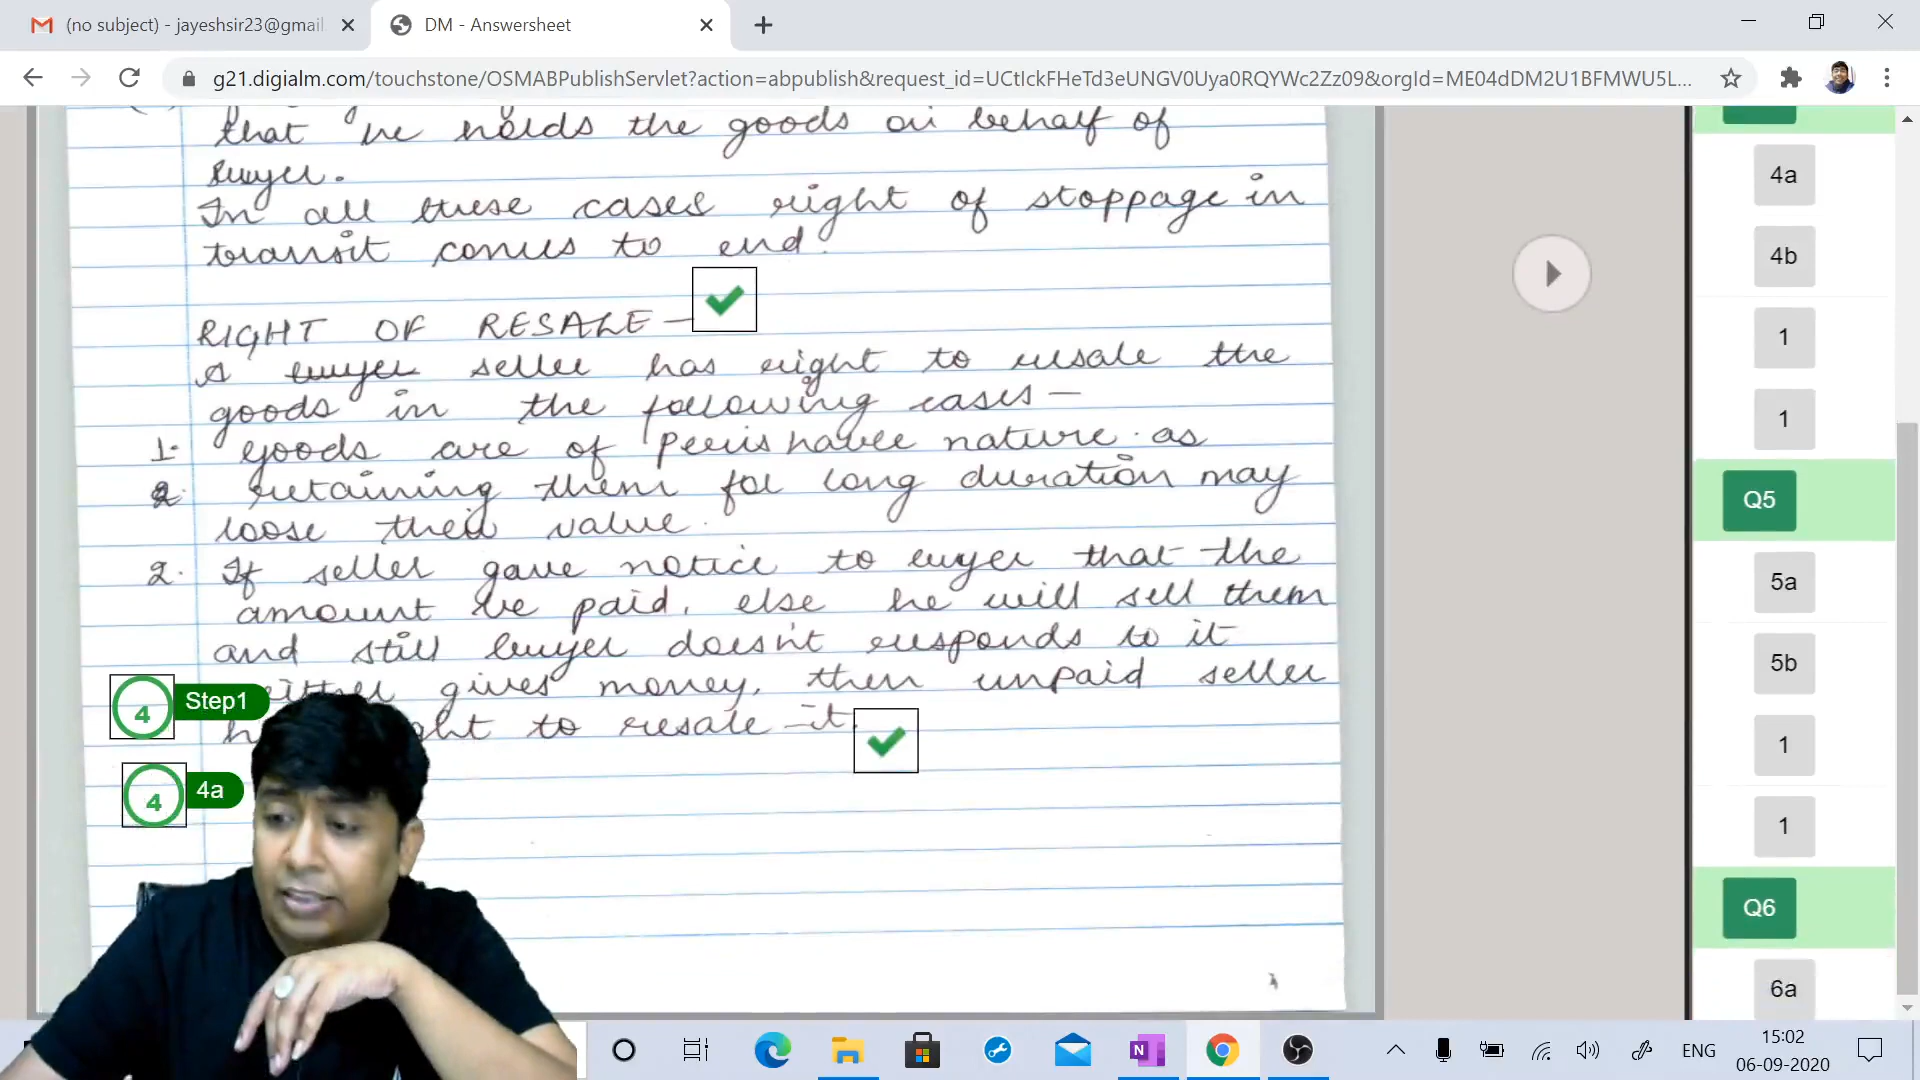 (no subject) - jayeshsir23@gmail.
DM - Answersheet
g21.digialm.com/touchstone/OSMABPublishServlet?action=abpublish&request_id=UCtIckFHeTd3eUNGV0Uya0RQYWc2Zz09&orgId=ME04dDM2U1BFMWU5L...
that he holds the goods on behalf of
buyer.
In all these cases right of stoppage in
transit comes to end.
RIGHT OF RESALE -
A buyer seller has right to resale the
goods in the following cases -
1. goods are of perishable nature. as
2. retaining them for long duration may
loose their value.
2. If seller gave notice to buyer that the
amount be paid, else he will sell them
and still buyer doesn't responds to it
either gives money, then unpaid seller
to resale it.
4 Step1
4 4a
4a
4b
1
1
Q5
5a
5b
1
1
Q6
6a
N
ENG
15:02
06-09-2020